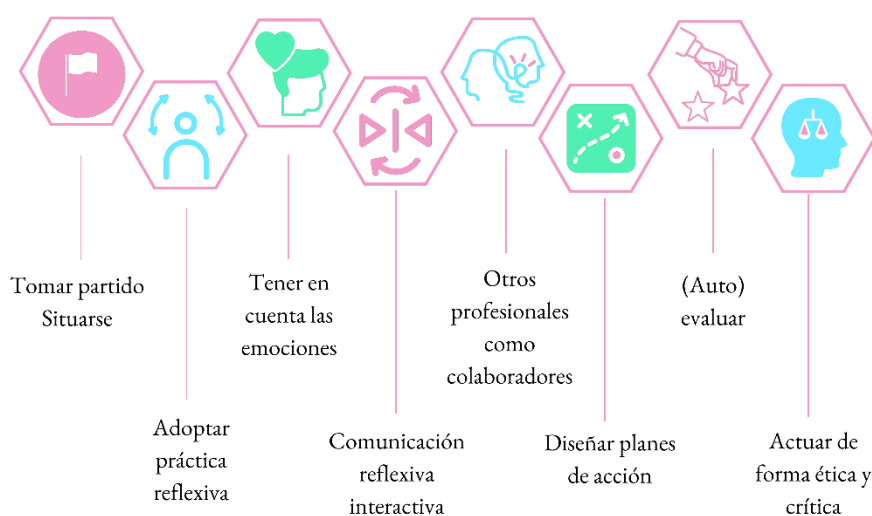 Tomar partido
Situarse
Adoptar
práctica
reflexiva
Tener en
cuenta las
emociones
Comunicación
reflexiva
interactiva
Otros
profesionales
como
colaboradores
Diseñar planes
de acción
(Auto)
evaluar
Actuar de
forma ética y
crítica